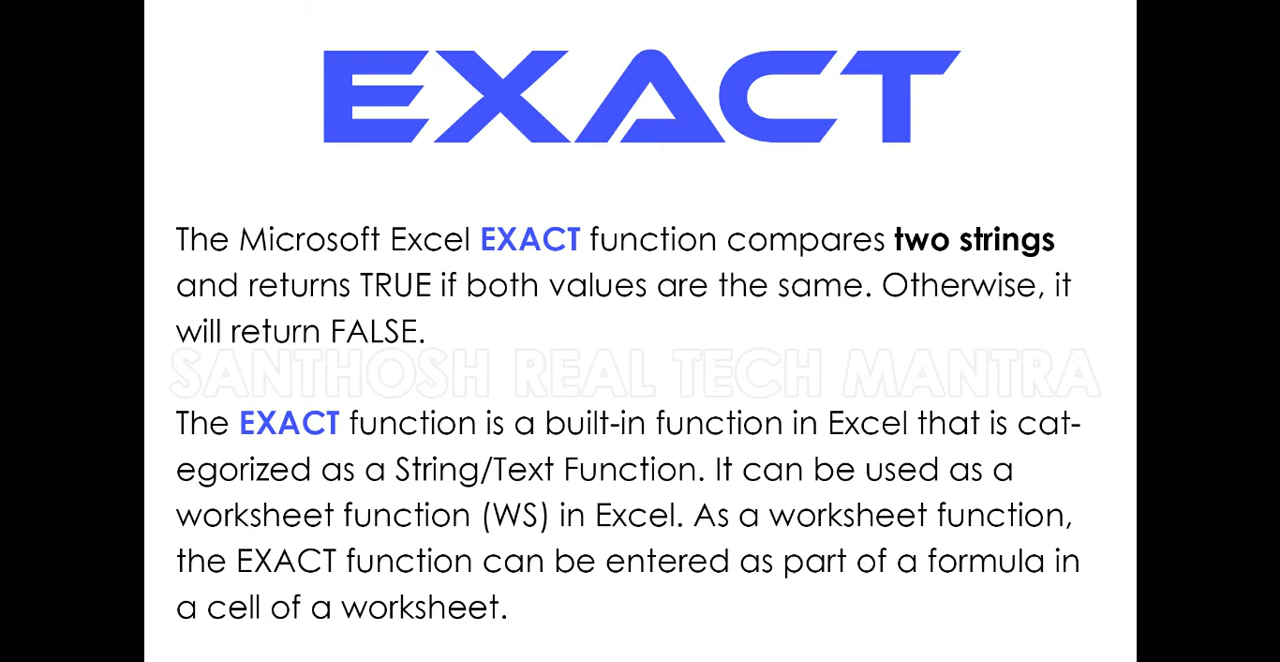 EXACT
The Microsoft Excel EXACT function compares two strings
and returns TRUE if both values are the same. Otherwise, it
will return FALSE.
SANTHOSH REAL TECH MANTRA
The EXACT function is a built-in function in Excel that is cat-
egorized as a String/Text Function. It can be used as a
worksheet function (WS) in Excel. As a worksheet function,
the EXACT function can be entered as part of a formula in
a cell of a worksheet.